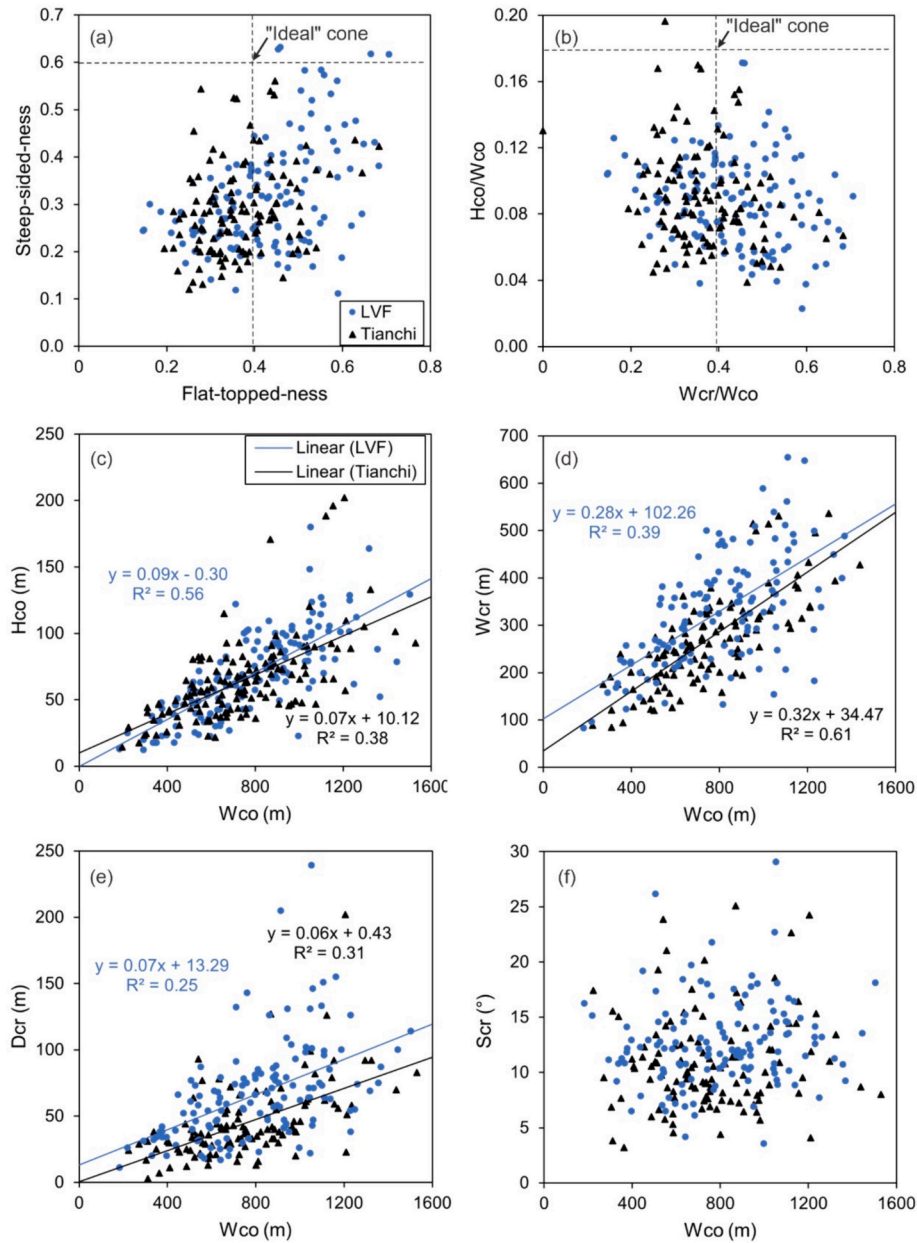 (a)
"Ideal" cone
Steep-sided-ness
0.7
0.6
0.5
0.4
0.3
0.2
0.1
0.0
LVF
Tianchi
0
0.2
0.4
0.6
0.8
Flat-topped-ness
(b)
"Ideal" cone
Hco/Wco
0.20
0.16
0.12
0.08
0.04
0.00
0
0.2
0.4
0.6
0.8
Wcr/Wco
(c)
Linear (LVF)
Linear (Tianchi)
Hco (m)
250
200
150
100
50
0
y = 0.09x - 0.30
R² = 0.56
y = 0.07x + 10.12
R² = 0.38
0
400
800
1200
1600
Wco (m)
(d)
Wcr (m)
700
600
500
400
300
200
100
0
y = 0.28x + 102.26
R² = 0.39
y = 0.32x + 34.47
R² = 0.61
0
400
800
1200
1600
Wco (m)
(e)
Dcr (m)
250
200
150
100
50
0
y = 0.06x + 0.43
R² = 0.31
y = 0.07x + 13.29
R² = 0.25
0
400
800
1200
1600
Wco (m)
(f)
Scr (°)
30
25
20
15
10
5
0
0
400
800
1200
1600
Wco (m)